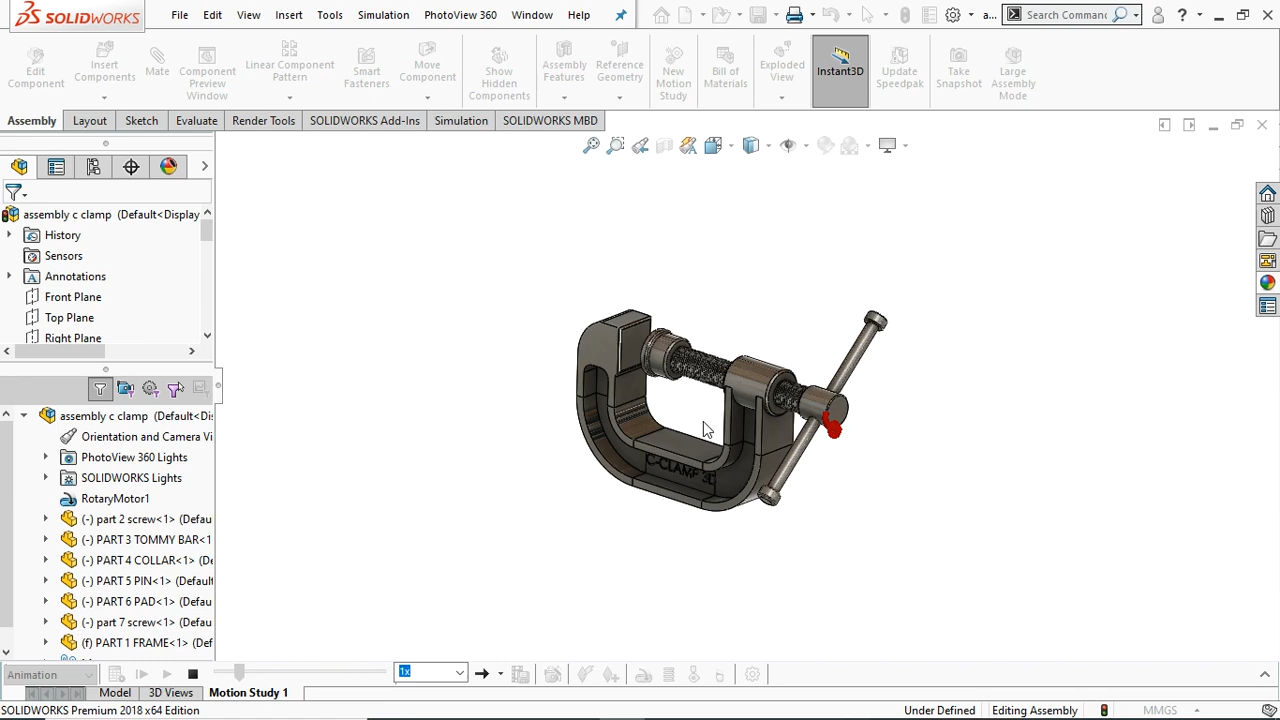 SOLIDWORKS
File Edit View Insert Tools Simulation PhotoView 360 Window Help
a...
Search Comman
Edit Component
Insert Components
Mate
Component Preview Window
Linear Component Pattern
Smart Fasteners
Move Component
Show Hidden Components
Assembly Features
Reference Geometry
New Motion Study
Bill of Materials
Exploded View
Instant3D
Update Speedpak
Take Snapshot
Large Assembly Mode
Assembly Layout Sketch Evaluate Render Tools SOLIDWORKS Add-Ins Simulation SOLIDWORKS MBD
assembly c clamp (Default<Display
History
Sensors
Annotations
Front Plane
Top Plane
Right Plane
assembly c clamp (Default<Di
Orientation and Camera Vi
PhotoView 360 Lights
SOLIDWORKS Lights
RotaryMotor1
(-) part 2 screw<1> (Defau
(-) PART 3 TOMMY BAR<1
(-) PART 4 COLLAR<1> (De
(-) PART 5 PIN<1> (Default
(-) PART 6 PAD<1> (Defau
(-) part 7 screw<1> (Defau
(f) PART 1 FRAME<1> (Def
C-CLAMP 3D
Animation
1x
Model 3D Views Motion Study 1
SOLIDWORKS Premium 2018 x64 Edition
Under Defined Editing Assembly MMGS